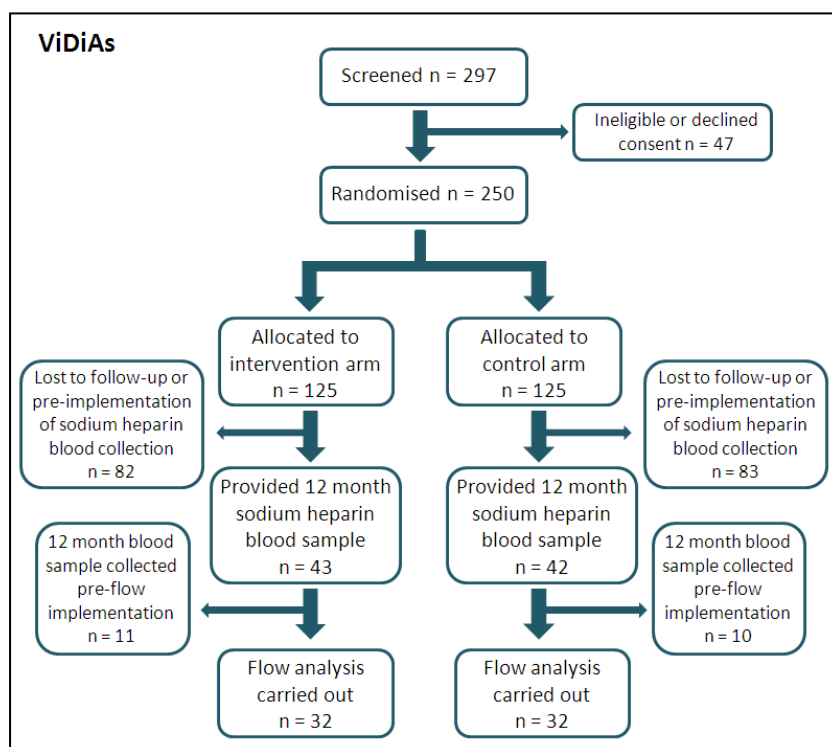 ViDiAs
Screened n = 297
Ineligible or declined
consent n = 47
Randomised n = 250
Allocated to
intervention arm
n = 125
Allocated to
control arm
n = 125
Lost to follow-up or
pre-implementation
of sodium heparin
blood collection
n = 82
Lost to follow-up or
pre-implementation
of sodium heparin
blood collection
n = 83
Provided 12 month
sodium heparin
blood sample
n = 43
Provided 12 month
sodium heparin
blood sample
n = 42
12 month blood
sample collected
pre-flow
implementation
n = 11
12 month blood
sample collected
pre-flow
implementation
n = 10
Flow analysis
carried out
n = 32
Flow analysis
carried out
n = 32